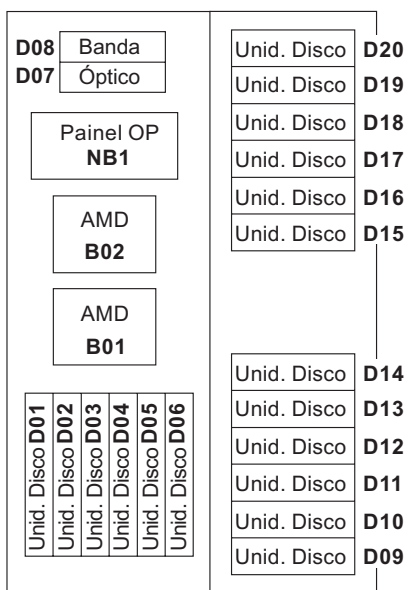 D08 Banda
D07 Óptico
Painel OP
NB1
AMD
B02
AMD
B01
Unid. Disco D01
Unid. Disco D02
Unid. Disco D03
Unid. Disco D04
Unid. Disco D05
Unid. Disco D06
Unid. Disco D20
Unid. Disco D19
Unid. Disco D18
Unid. Disco D17
Unid. Disco D16
Unid. Disco D15
Unid. Disco D14
Unid. Disco D13
Unid. Disco D12
Unid. Disco D11
Unid. Disco D10
Unid. Disco D09